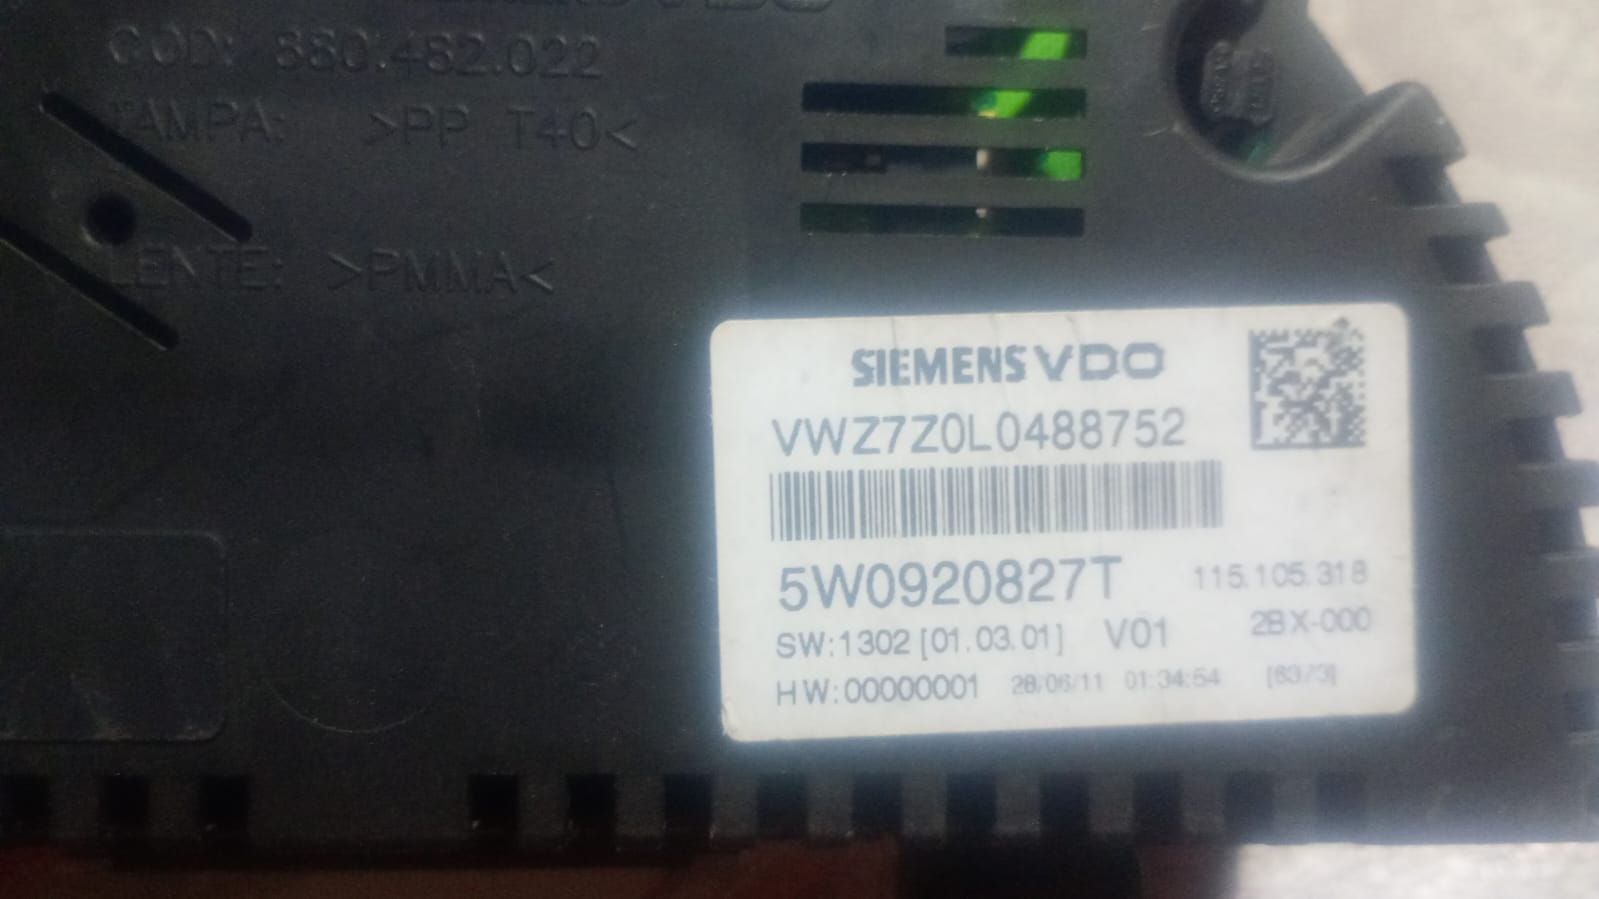 COD: 880.462.022
TAMPA: >PP T40<
LENTE: >PMMA<
SIEMENS VDO
VWZ7Z0L0488752
5W0920827T 115.105.318
SW:1302 [01.03.01] V01 2BX-000
HW:00000001 28/06/11 01:34:54